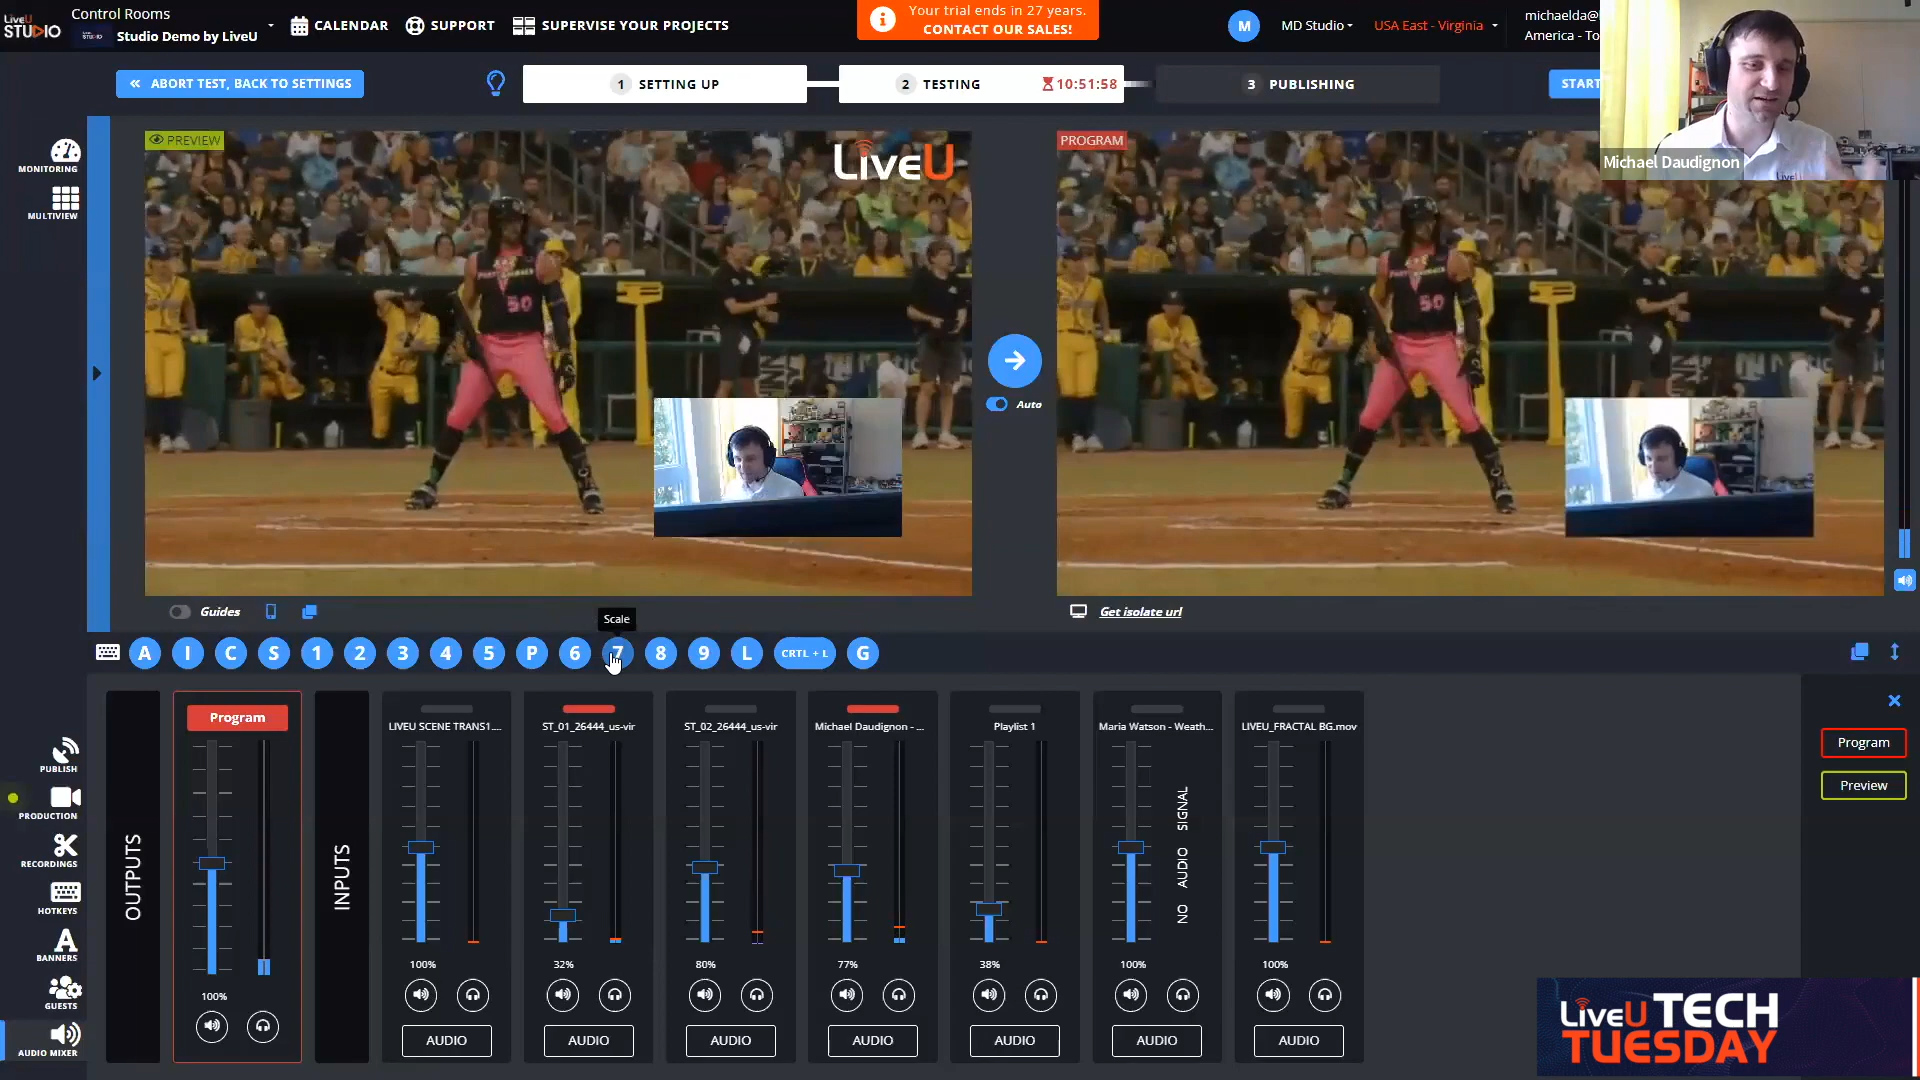 LiveU
STUDIO
Control Rooms
Studio Demo by LiveU
CALENDAR
SUPPORT
SUPERVISE YOUR PROJECTS
Your trial ends in 27 years.
CONTACT OUR SALES!
M
MD Studio
USA East - Virginia
michaelda@
America - To
ABORT TEST, BACK TO SETTINGS
1 SETTING UP
2 TESTING
10:51:58
3 PUBLISHING
START
Michael Daudignon
MONITORING
MULTIVIEW
PREVIEW
LiveU
50
PROGRAM
50
Auto
Guides
Scale
Get isolate url
A I C S 1 2 3 4 5 P 6 7 8 9 L CRTL + L G
PUBLISH
PRODUCTION
RECORDINGS
HOTKEYS
BANNERS
GUESTS
AUDIO MIXER
OUTPUTS
Program
100%
INPUTS
LIVEU SCENE TRANS1....
100%
AUDIO
ST_01_26444_us-vir
32%
AUDIO
ST_02_26444_us-vir
80%
AUDIO
Michael Daudignon - ...
77%
AUDIO
Playlist 1
38%
AUDIO
Maria Watson - Weath...
NO AUDIO SIGNAL
100%
AUDIO
LIVEU_FRACTAL BG.mov
100%
AUDIO
Program
Preview
LiveU TECH
TUESDAY